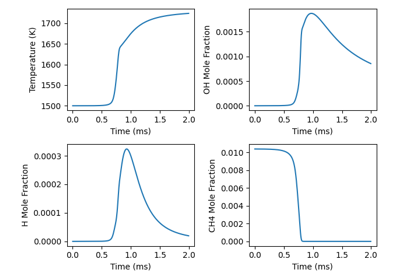 Temperature (K)
1700
1650
1600
1550
1500
0.0 0.5 1.0 1.5 2.0
Time (ms)
OH Mole Fraction
0.0015
0.0010
0.0005
0.0000
0.0 0.5 1.0 1.5 2.0
Time (ms)
H Mole Fraction
0.0003
0.0002
0.0001
0.0000
0.0 0.5 1.0 1.5 2.0
Time (ms)
CH4 Mole Fraction
0.010
0.008
0.006
0.004
0.002
0.000
0.0 0.5 1.0 1.5 2.0
Time (ms)